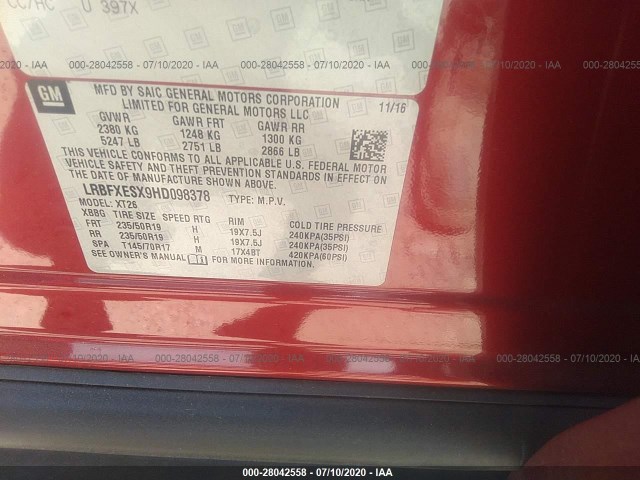 CC/HC U 397X
GM
MFD BY SAIC GENERAL MOTORS CORPORATION
LIMITED FOR GENERAL MOTORS LLC 11/16
GVWR GAWR FRT GAWR RR
2380 KG 1248 KG 1300 KG
5247 LB 2751 LB 2866 LB
THIS VEHICLE CONFORMS TO ALL APPLICABLE U.S. FEDERAL MOTOR
VEHICLE SAFETY AND THEFT PREVENTION STANDARDS IN EFFECT ON
THE DATE OF MANUFACTURE SHOWN ABOVE.
LRBFXESX9HD098378 TYPE: M.P.V.
MODEL: XT26
XBBG TIRE SIZE SPEED RTG RIM COLD TIRE PRESSURE
FRT 235/50R19 H 19X7.5J 240KPA(35PSI)
RR 235/50R19 H 19X7.5J 240KPA(35PSI)
SPA T145/70R17 M 17X4BT 420KPA(60PSI)
SEE OWNER'S MANUAL FOR MORE INFORMATION.
000-28042558 - 07/10/2020 - IAA